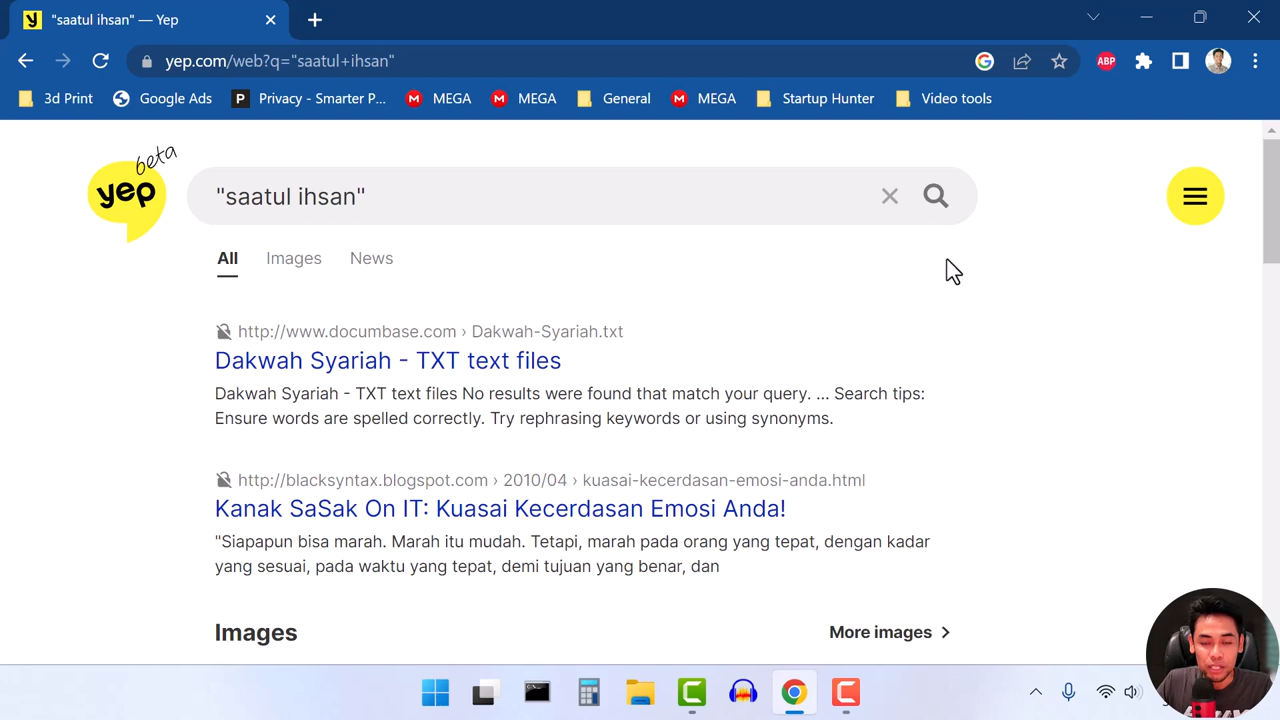 "saatul ihsan" — Yep
yep.com/web?q="saatul+ihsan"
ABP
3d Print
Google Ads
P Privacy - Smarter P...
M MEGA
M MEGA
General
M MEGA
Startup Hunter
Video tools
yep beta
"saatul ihsan"
All Images News
http://www.documbase.com › Dakwah-Syariah.txt
Dakwah Syariah - TXT text files
Dakwah Syariah - TXT text files No results were found that match your query. ... Search tips:
Ensure words are spelled correctly. Try rephrasing keywords or using synonyms.
http://blacksyntax.blogspot.com › 2010/04 › kuasai-kecerdasan-emosi-anda.html
Kanak SaSak On IT: Kuasai Kecerdasan Emosi Anda!
"Siapapun bisa marah. Marah itu mudah. Tetapi, marah pada orang yang tepat, dengan kadar
yang sesuai, pada waktu yang tepat, demi tujuan yang benar, dan
Images
More images